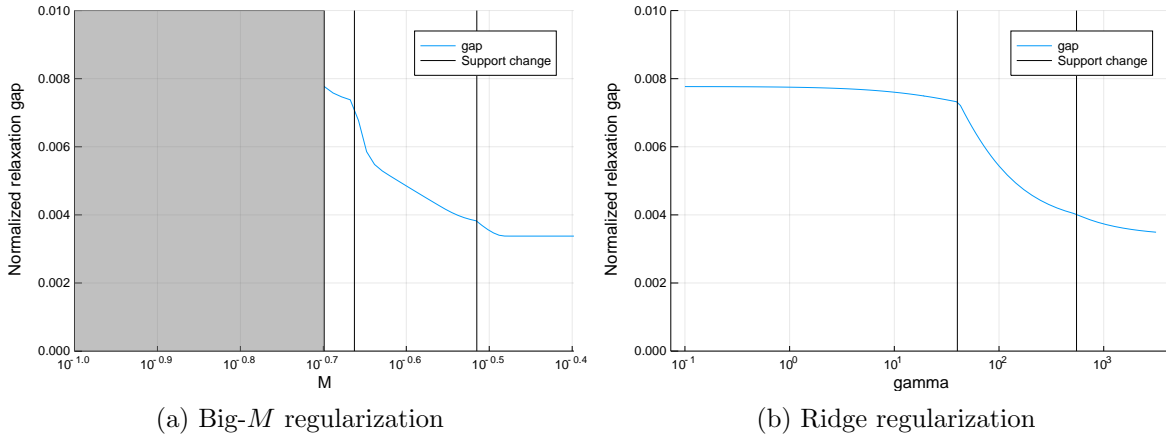 Normalized relaxation gap
0.010
0.008
0.006
0.004
0.002
0.000
gap
Support change
10^-1.0 10^-0.9 10^-0.8 10^-0.7 10^-0.6 10^-0.5 10^-0.4
M
(a) Big-M regularization
Normalized relaxation gap
0.010
0.008
0.006
0.004
0.002
0.000
gap
Support change
10^-1 10^0 10^1 10^2 10^3
gamma
(b) Ridge regularization